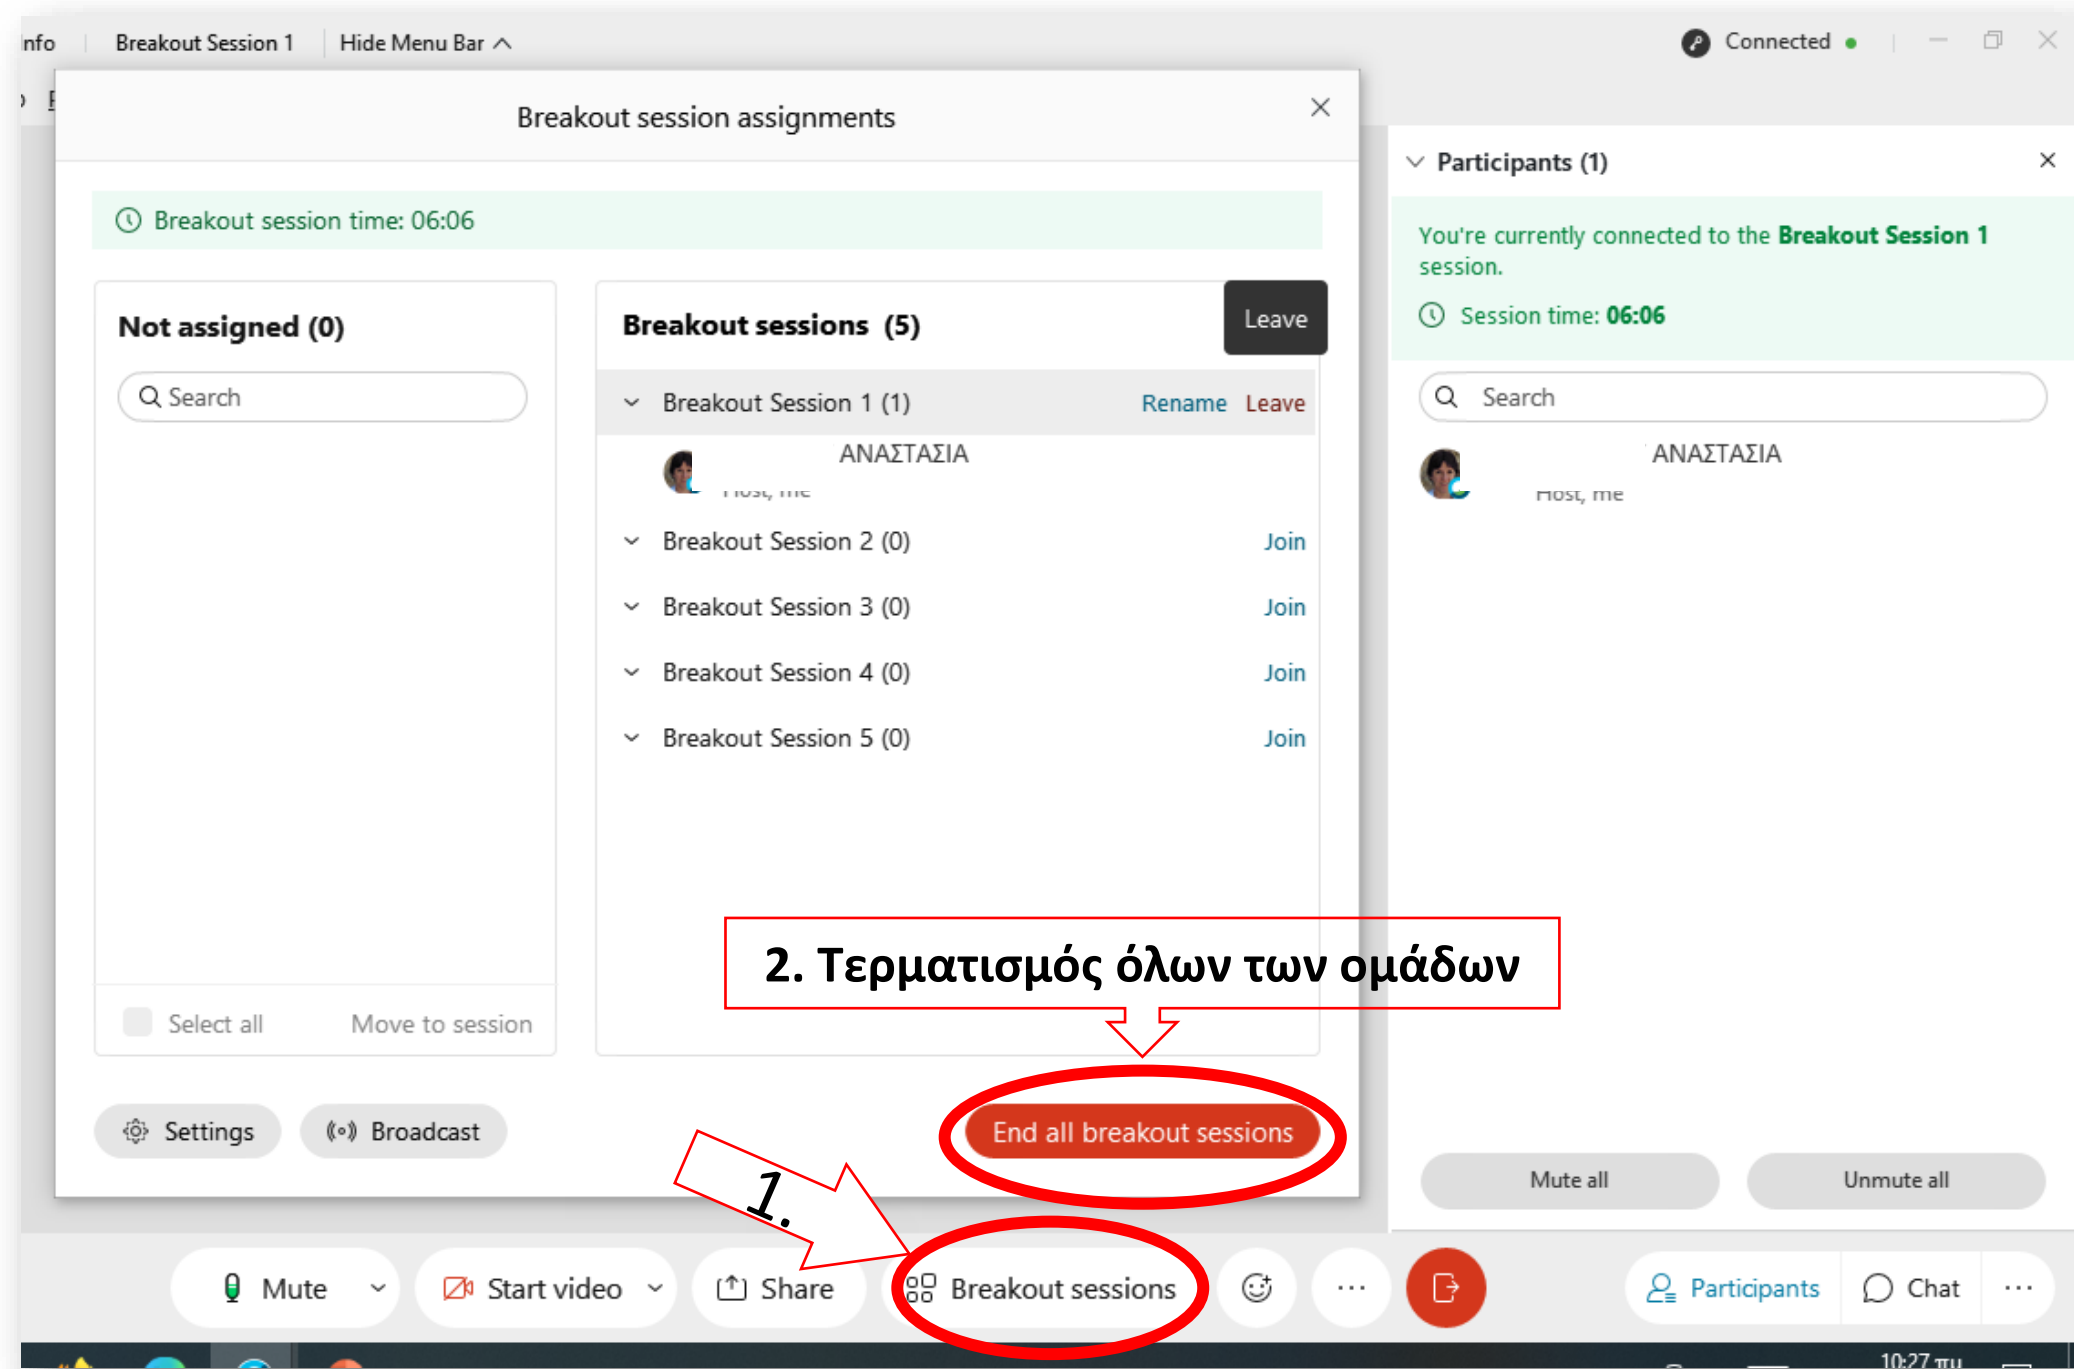 nfo
Breakout Session 1
Hide Menu Bar
Connected
Breakout session assignments
Breakout session time: 06:06
Not assigned (0)
Search
Select all
Move to session
Breakout sessions (5)
Leave
Breakout Session 1 (1)
Rename
Leave
ΑΝΑΣΤΑΣΙΑ
Host, me
Breakout Session 2 (0)
Join
Breakout Session 3 (0)
Join
Breakout Session 4 (0)
Join
Breakout Session 5 (0)
Join
2. Τερματισμός όλων των ομάδων
Settings
Broadcast
End all breakout sessions
1.
Participants (1)
You're currently connected to the Breakout Session 1
session.
Session time: 06:06
Search
ΑΝΑΣΤΑΣΙΑ
Host, me
Mute all
Unmute all
Mute
Start video
Share
Breakout sessions
Participants
Chat
10:27 πμ